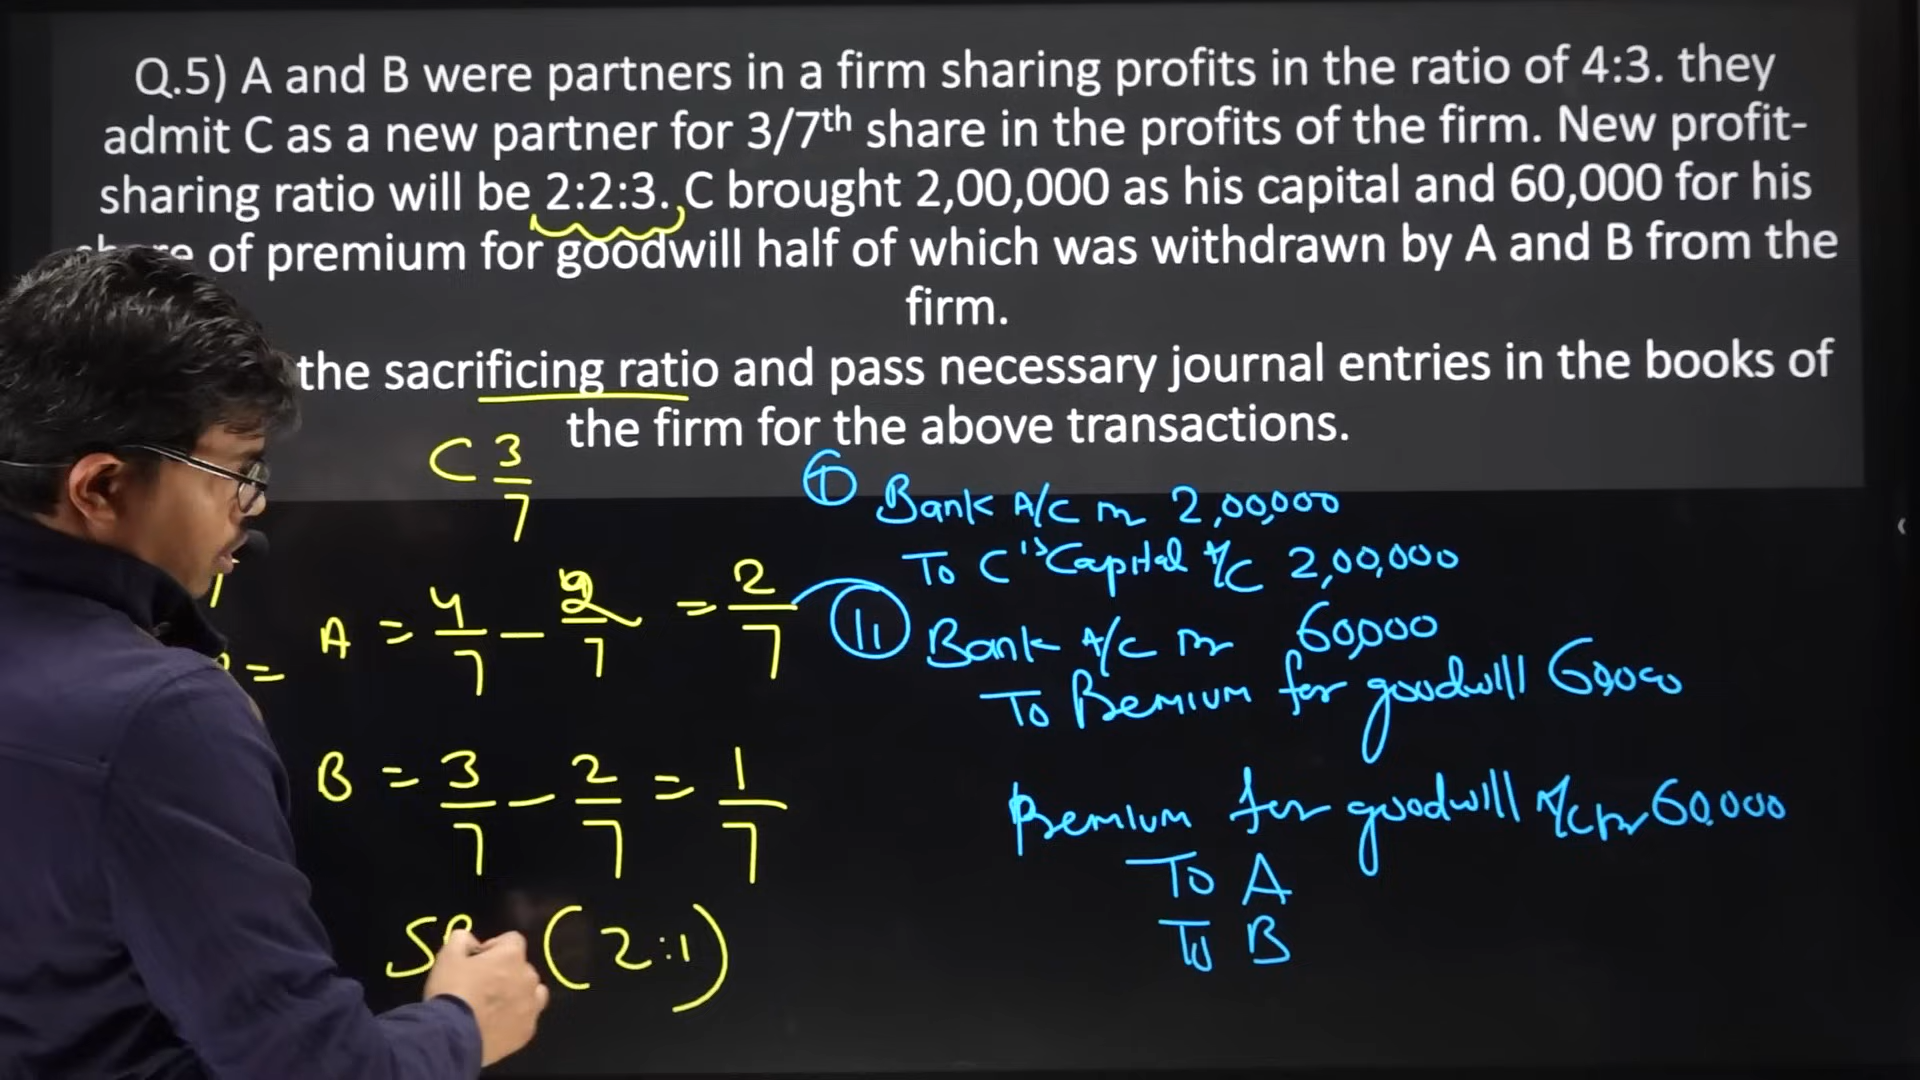 Q.5) A and B were partners in a firm sharing profits in the ratio of 4:3. they
admit C as a new partner for 3/7th share in the profits of the firm. New profit-
sharing ratio will be 2:2:3. C brought 2,00,000 as his capital and 60,000 for his
of premium for goodwill half of which was withdrawn by A and B from the
firm.
the sacrificing ratio and pass necessary journal entries in the books of
the firm for the above transactions.
C 3/7
A = 4/7 - 2/7 = 2/7
B = 3/7 - 2/7 = 1/7
(2:1)
I Bank A/C Dr 2,00,000
To C's Capital A/C 2,00,000
II Bank A/C Dr 60,000
To Premium for goodwill 60,000
Premium for goodwill A/C Dr 60,000
To A
To B